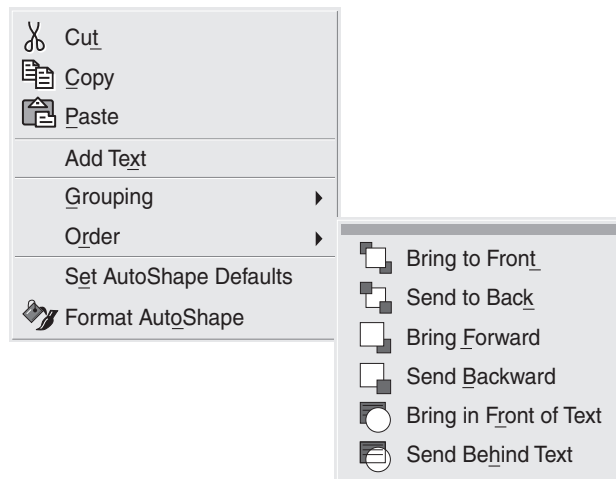 Cut
Copy
Paste
Add Text
Grouping
Order
Set AutoShape Defaults
Format AutoShape
Bring to Front
Send to Back
Bring Forward
Send Backward
Bring in Front of Text
Send Behind Text